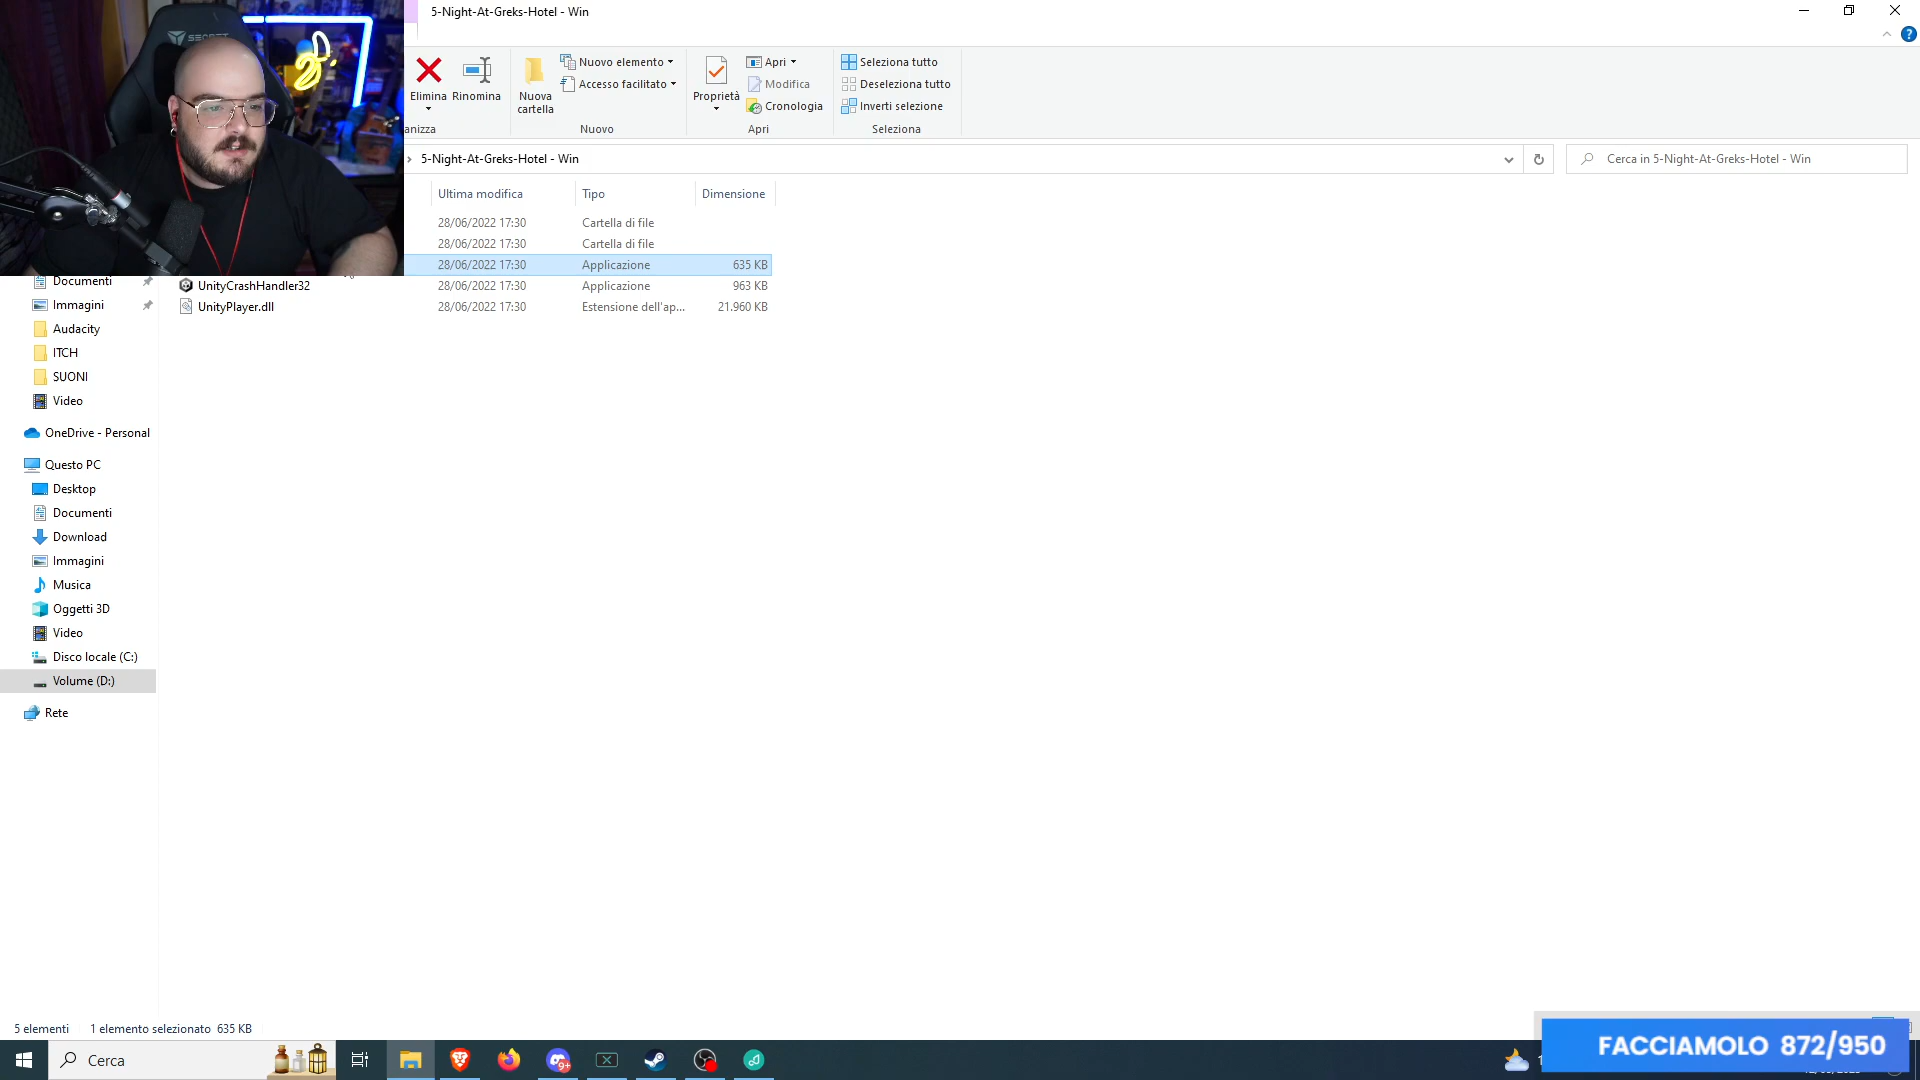 5-Night-At-Greks-Hotel - Win
Elimina
Rinomina
anizza
Nuova
cartella
Nuovo elemento
Accesso facilitato
Nuovo
Proprietà
Apri
Modifica
Cronologia
Apri
Seleziona tutto
Deseleziona tutto
Inverti selezione
Seleziona
5-Night-At-Greks-Hotel - Win
Cerca in 5-Night-At-Greks-Hotel - Win
Ultima modifica Tipo Dimensione
28/06/2022 17:30 Cartella di file
28/06/2022 17:30 Cartella di file
28/06/2022 17:30 Applicazione 635 KB
UnityCrashHandler32 28/06/2022 17:30 Applicazione 963 KB
UnityPlayer.dll 28/06/2022 17:30 Estensione dell'ap... 21.960 KB
Documenti
Immagini
Audacity
ITCH
SUONI
Video
OneDrive - Personal
Questo PC
Desktop
Documenti
Download
Immagini
Musica
Oggetti 3D
Video
Disco locale (C:)
Volume (D:)
Rete
5 elementi 1 elemento selezionato 635 KB
Cerca
9+
FACCIAMOLO 872/950